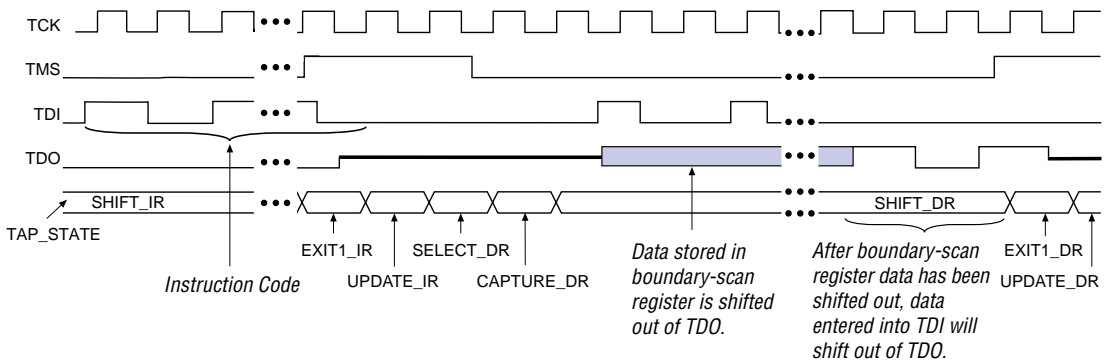 TCK
TMS
TDI
TDO
SHIFT_IR
SHIFT_DR
TAP_STATE
EXIT1_IR
SELECT_DR
Instruction Code
UPDATE_IR
CAPTURE_DR
Data stored in
boundary-scan
register is shifted
out of TDO.
After boundary-scan
register data has been
shifted out, data
entered into TDI will
shift out of TDO.
EXIT1_DR
UPDATE_DR